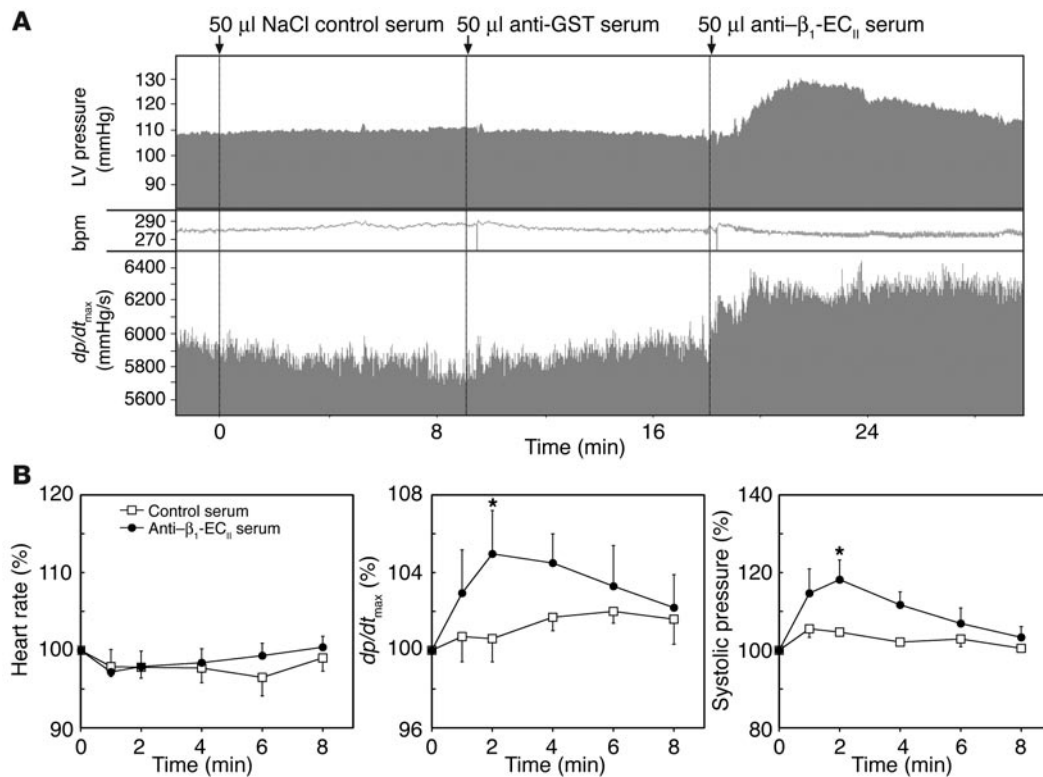 A
50 μl NaCl control serum 50 μl anti-GST serum 50 μl anti–β₁-EC_II serum
LV pressure
(mmHg)
130
120
110
100
90
bpm
290
270
dp/dt_max
(mmHg/s)
6400
6200
6000
5800
5600
0 8 16 24
Time (min)
B
Heart rate (%)
120
110
100
90
Control serum
Anti–β₁-EC_II serum
0 2 4 6 8
Time (min)
dp/dt_max (%)
108
104
100
96
*
0 2 4 6 8
Time (min)
Systolic pressure (%)
140
120
100
80
*
0 2 4 6 8
Time (min)